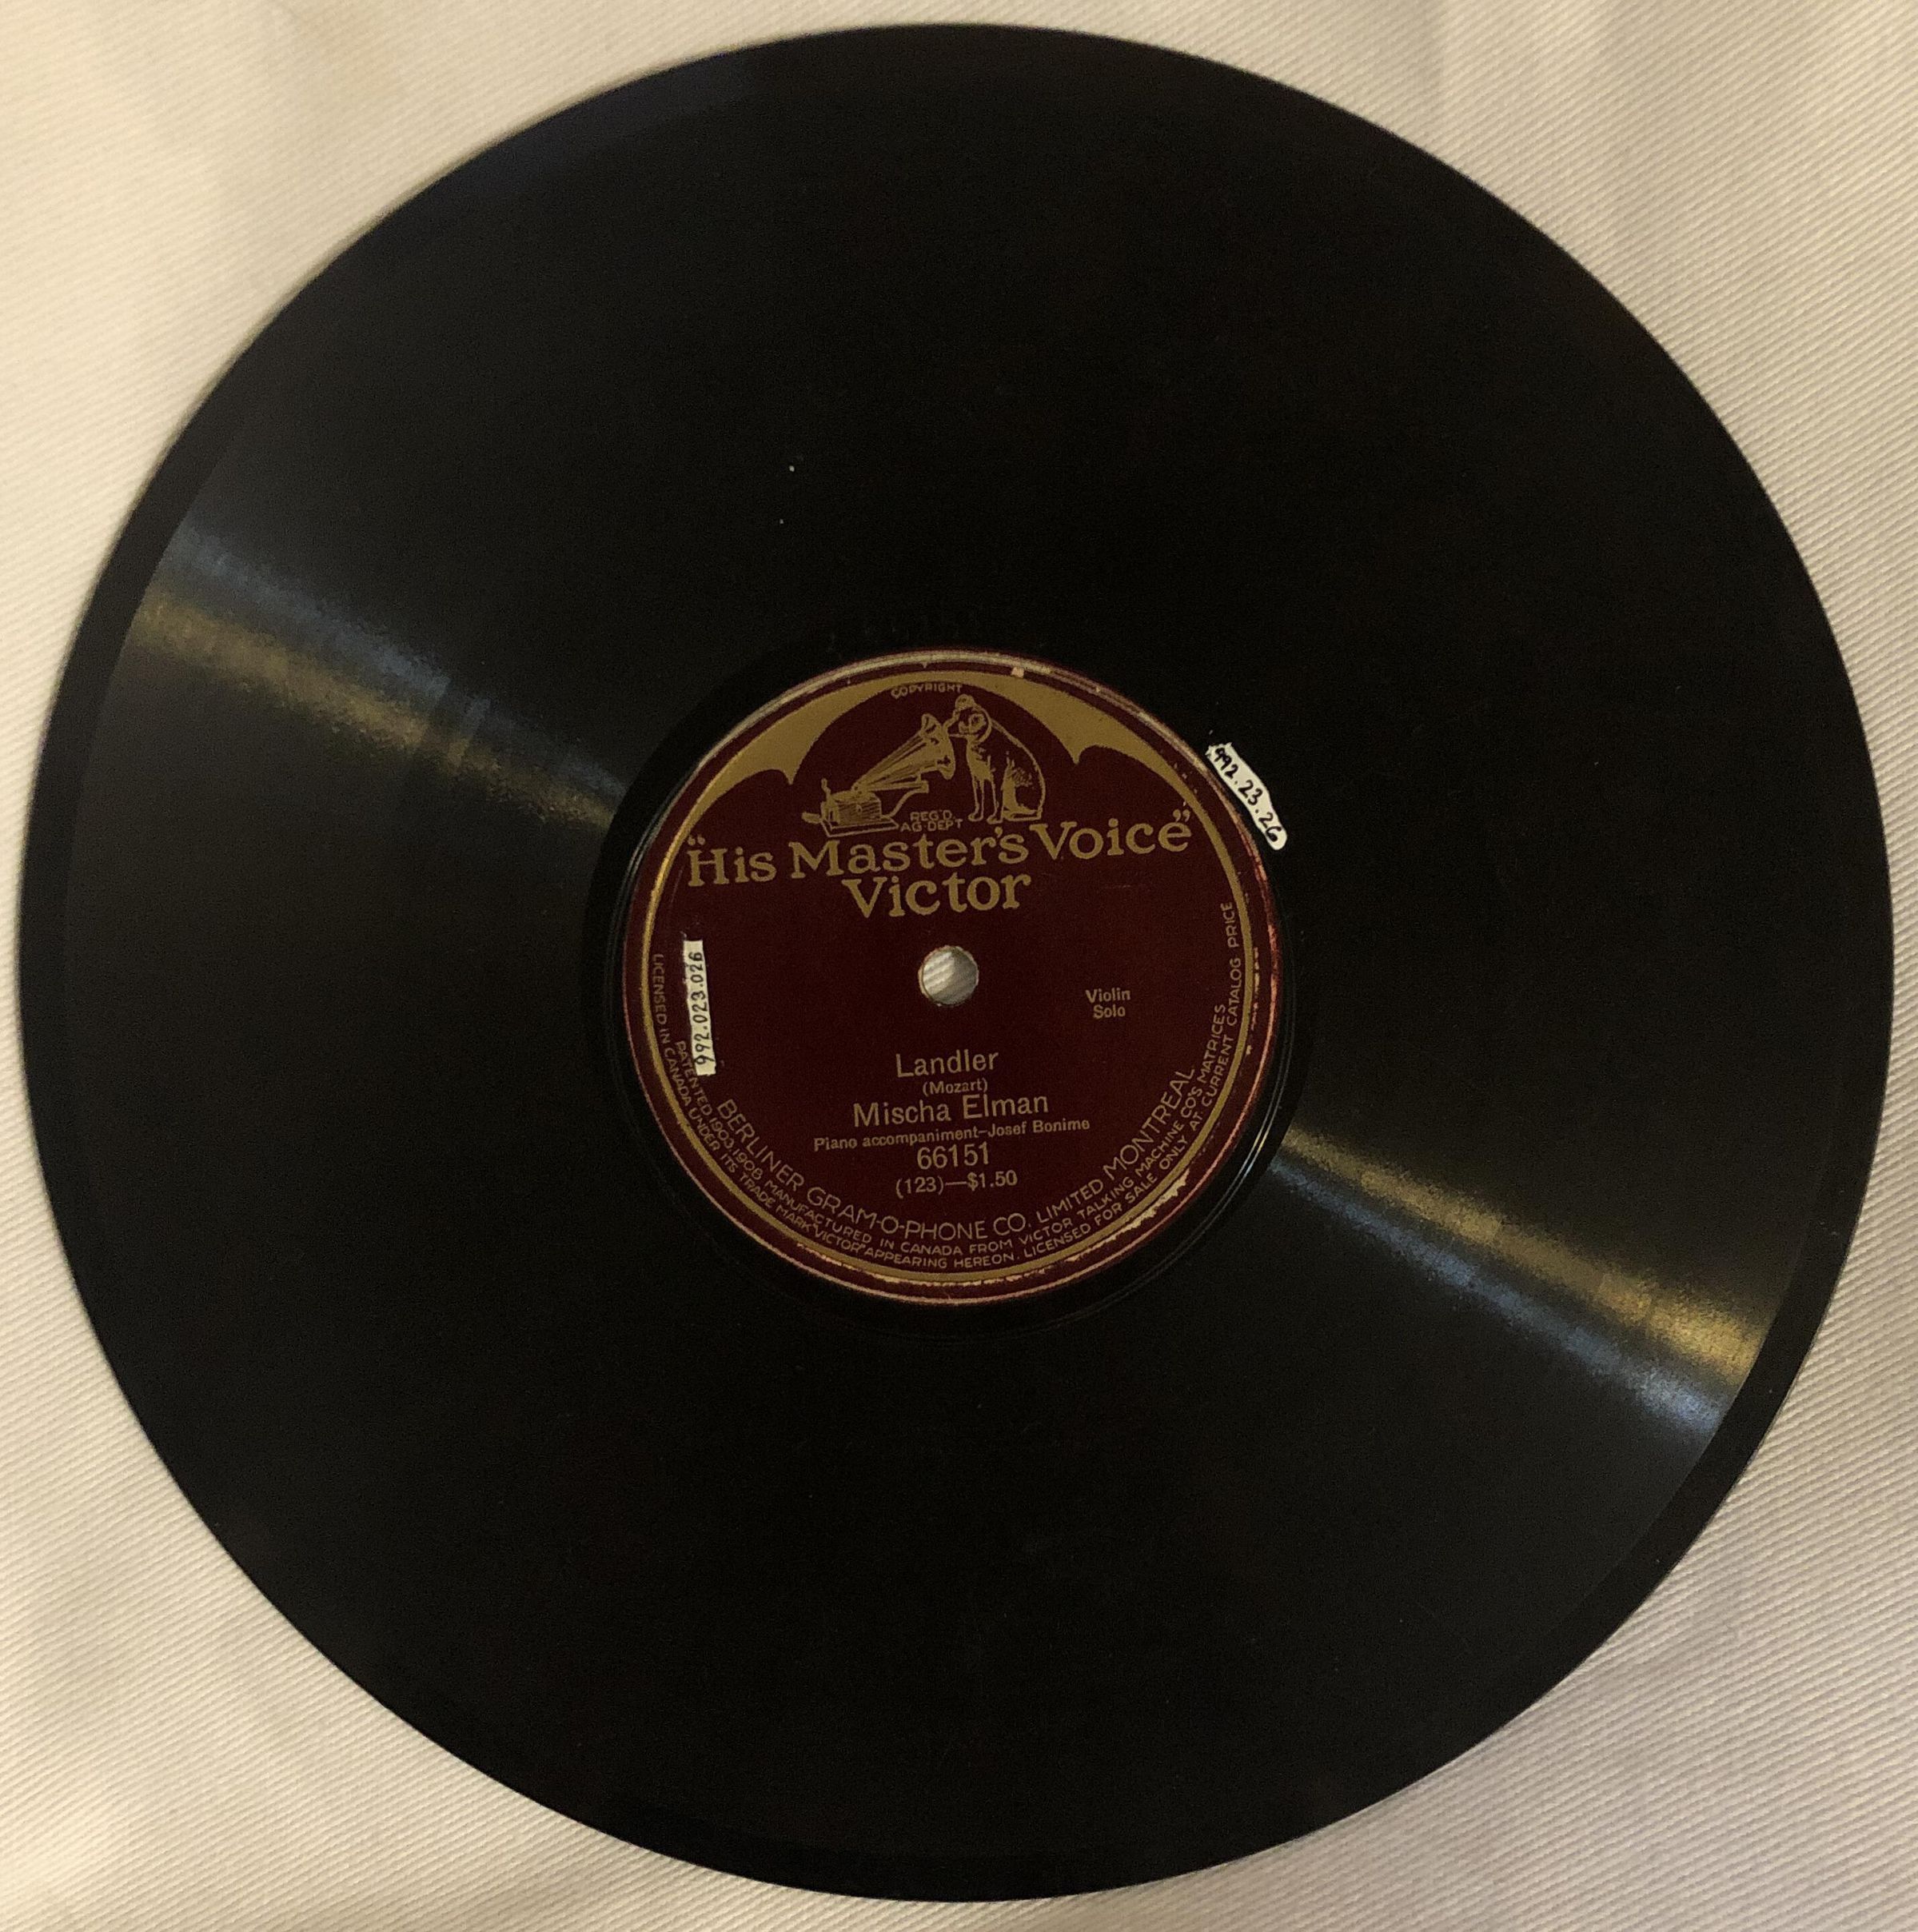 COPYRIGHT
REG'D.
AG-DEPT
"His Master's Voice"
Victor
Violin
Solo
Landler
(Mozart)
Mischa Elman
Piano accompaniment-Josef Bonime
66151
(123)—$1.50
BERLINER GRAM-O-PHONE CO. LIMITED MONTREAL
PATENTED 1903.1908. MANUFACTURED IN CANADA FROM VICTOR TALKING MACHINE CO'S MATRICES
LICENSED IN CANADA UNDER ITS TRADE MARK "VICTOR" APPEARING HEREON. LICENSED FOR SALE ONLY AT CURRENT CATALOG PRICE
992.023.026
992.23.26